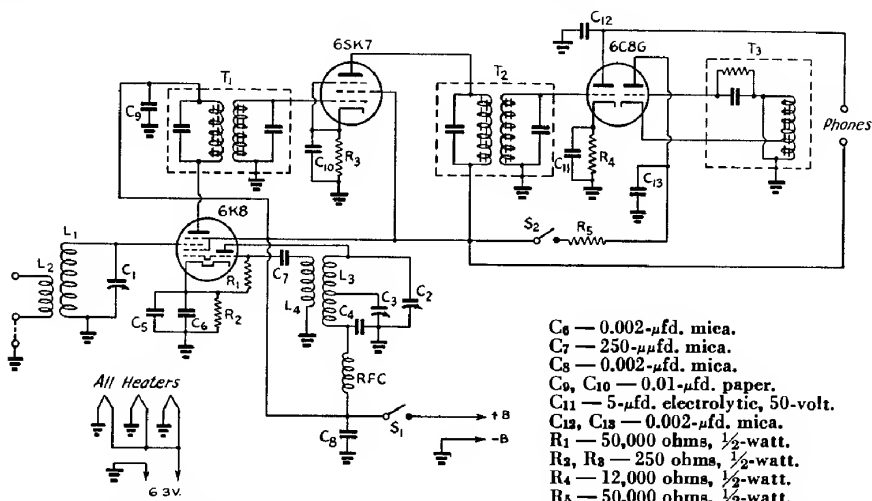 C12
6SK7
6C8G
T1
T2
T3
C9
C10
R3
C11
R4
C13
Phones
6K8
S2
R5
L1
L2
C1
R1
C7
L3
L4
C4
C3
C2
C5
C6
R2
RFC
All Heaters
S1
+B
-B
C8
6 3V.
C6 — 0.002-μfd. mica.
C7 — 250-μμfd. mica.
C8 — 0.002-μfd. mica.
C9, C10 — 0.01-μfd. paper.
C11 — 5-μfd. electrolytic, 50-volt.
C12, C13 — 0.002-μfd. mica.
R1 — 50,000 ohms, ½-watt.
R2, R3 — 250 ohms, ½-watt.
R4 — 12,000 ohms, ½-watt.
R5 — 50,000 ohms, ½-watt.